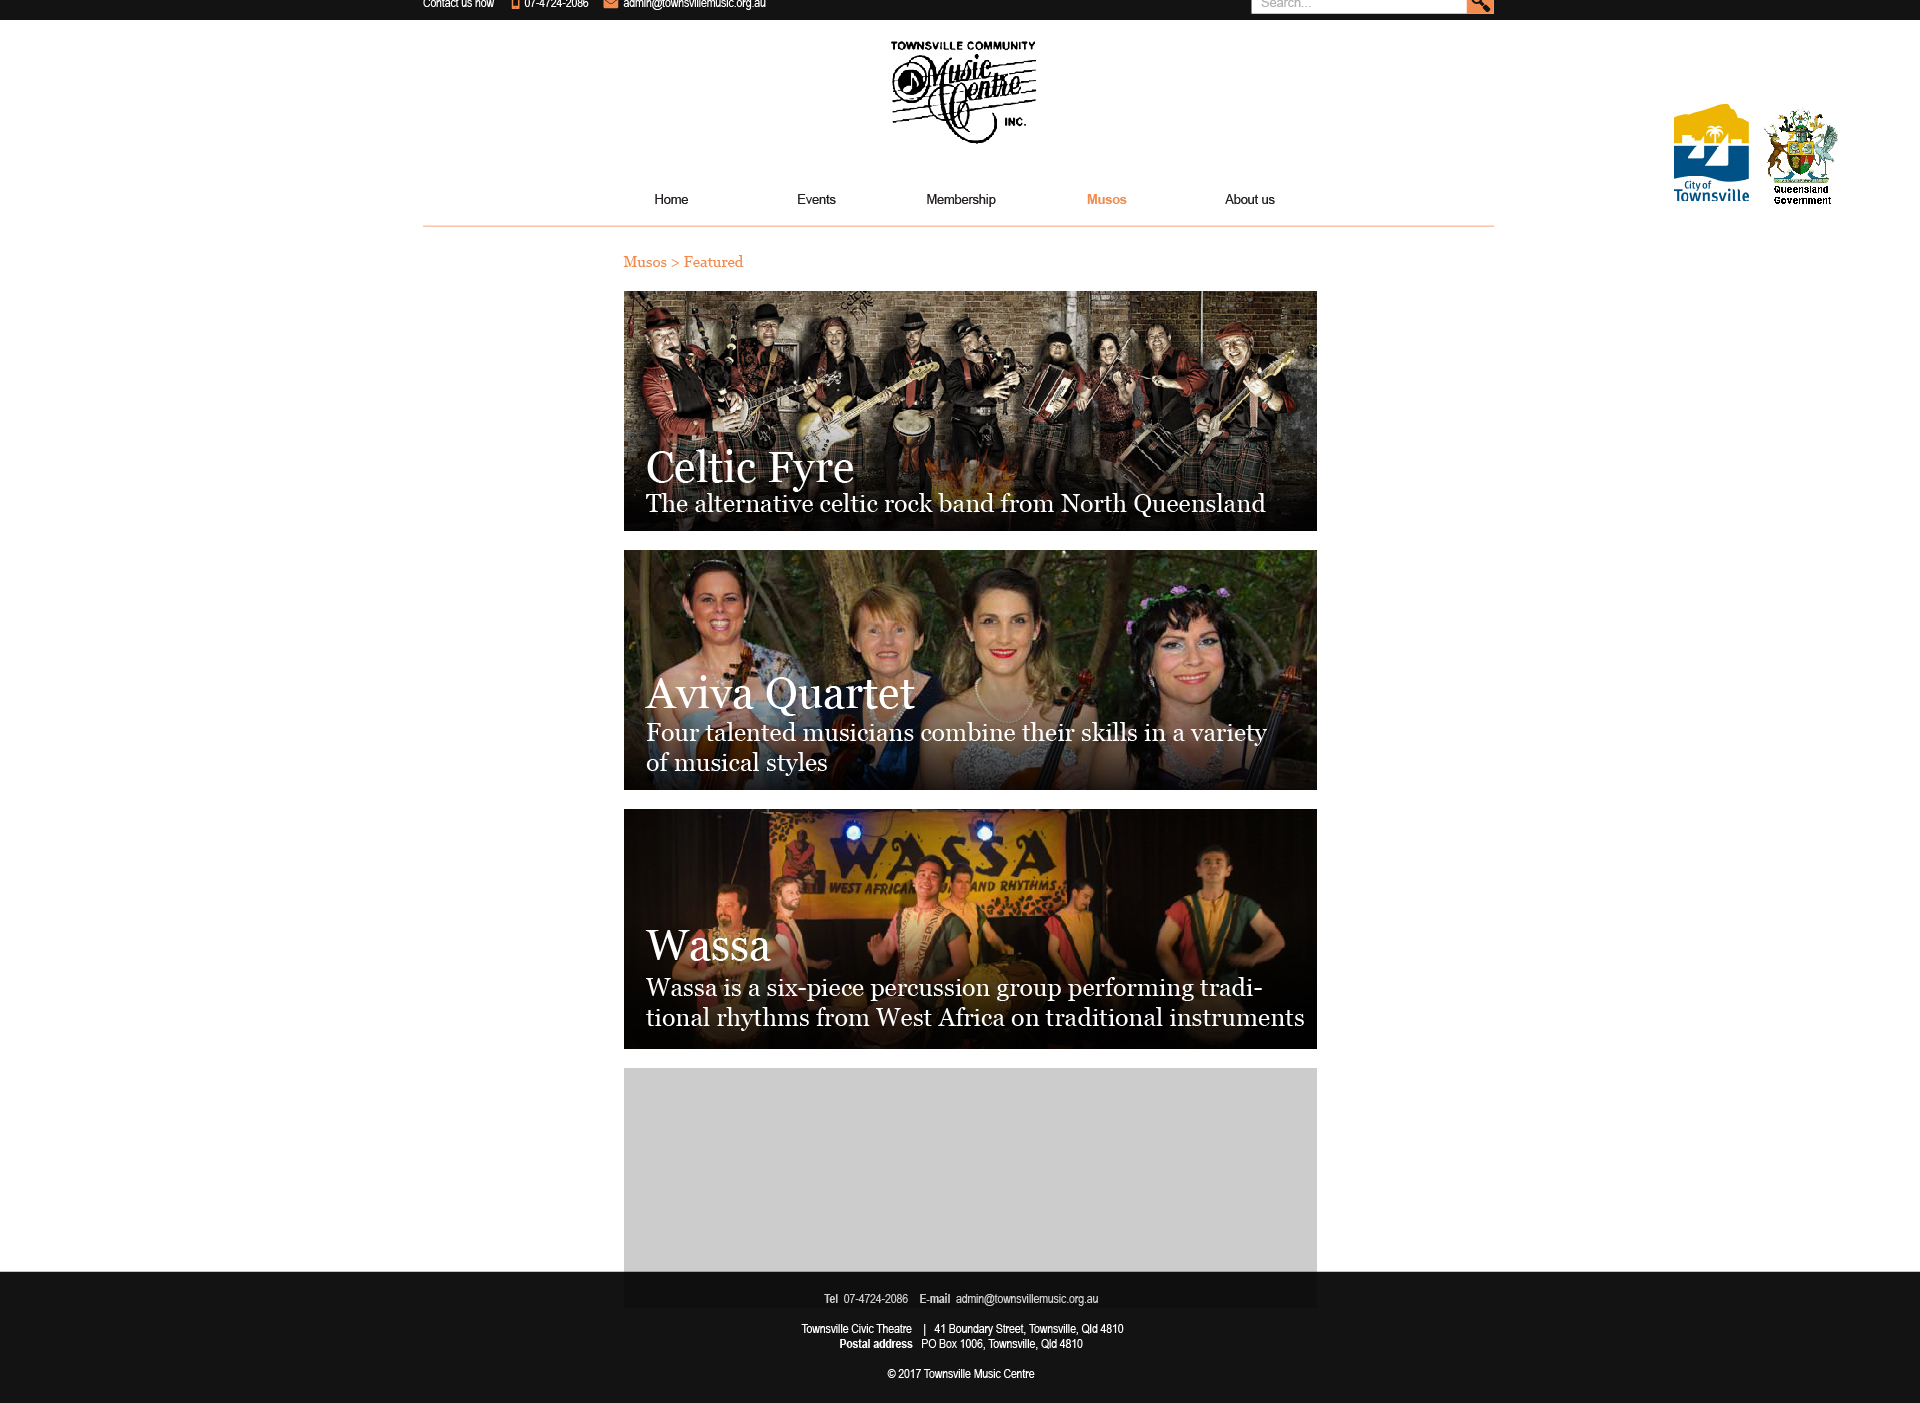 Contact us now 07-4724-2086 admin@townsvillemusic.org.au
Search...
TOWNSVILLE COMMUNITY
Music
Centre
INC.
City of
Townsville
Queensland
Government
Home Events Membership Musos About us
Musos > Featured
Celtic Fyre
The alternative celtic rock band from North Queensland
Aviva Quartet
Four talented musicians combine their skills in a variety
of musical styles
WASSA
WEST AFRICAN AND RHYTHMS
Wassa
Wassa is a six-piece percussion group performing tradi-
tional rhythms from West Africa on traditional instruments
Tel 07-4724-2086 E-mail admin@townsvillemusic.org.au
Townsville Civic Theatre | 41 Boundary Street, Townsville, Qld 4810
Postal address PO Box 1006, Townsville, Qld 4810
© 2017 Townsville Music Centre